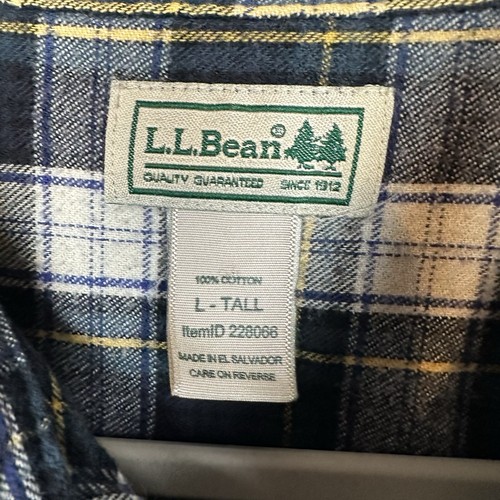 L.L.Bean®
QUALITY GUARANTEED SINCE 1912
100% COTTON
L - TALL
ItemID 228066
MADE IN EL SALVADOR
CARE ON REVERSE